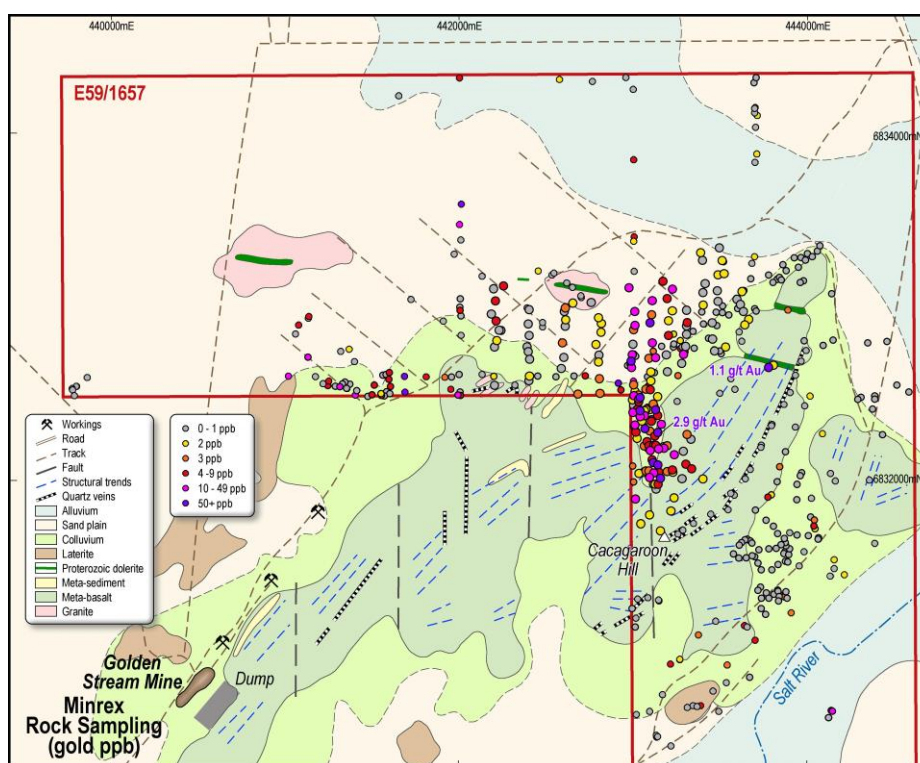 440000mE
442000mE
444000mE
E59/1657
6834000mN
1.1 g/t Au
2.9 g/t Au
6832000mN
Cacagaroon
Hill
Workings
Road
Track
Fault
Structural trends
Quartz veins
Alluvium
Sand plain
Colluvium
Laterite
Proterozoic dolerite
Meta-sediment
Meta-basalt
Granite
0 - 1 ppb
2 ppb
3 ppb
4 -9 ppb
10 - 49 ppb
50+ ppb
Golden
Stream Mine
Dump
Minrex
Rock Sampling
(gold ppb)
Salt River